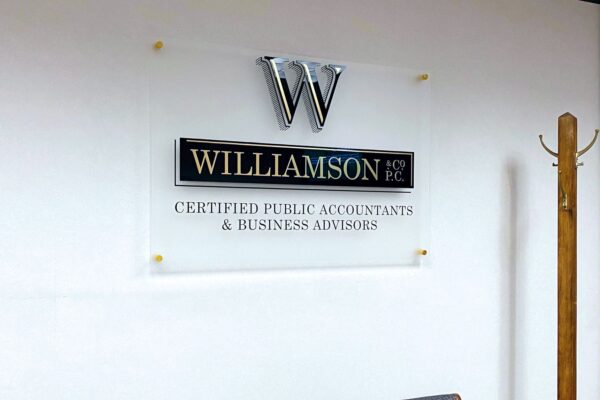 W
WILLIAMSON & CO P.C.
CERTIFIED PUBLIC ACCOUNTANTS
& BUSINESS ADVISORS